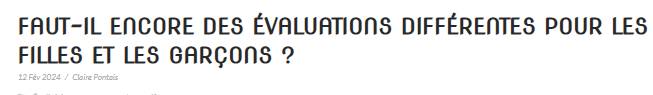 FAUT-IL ENCORE DES ÉVALUATIONS DIFFÉRENTES POUR LES
FILLES ET LES GARÇONS ?
12 Fév 2024 / Claire Pontais